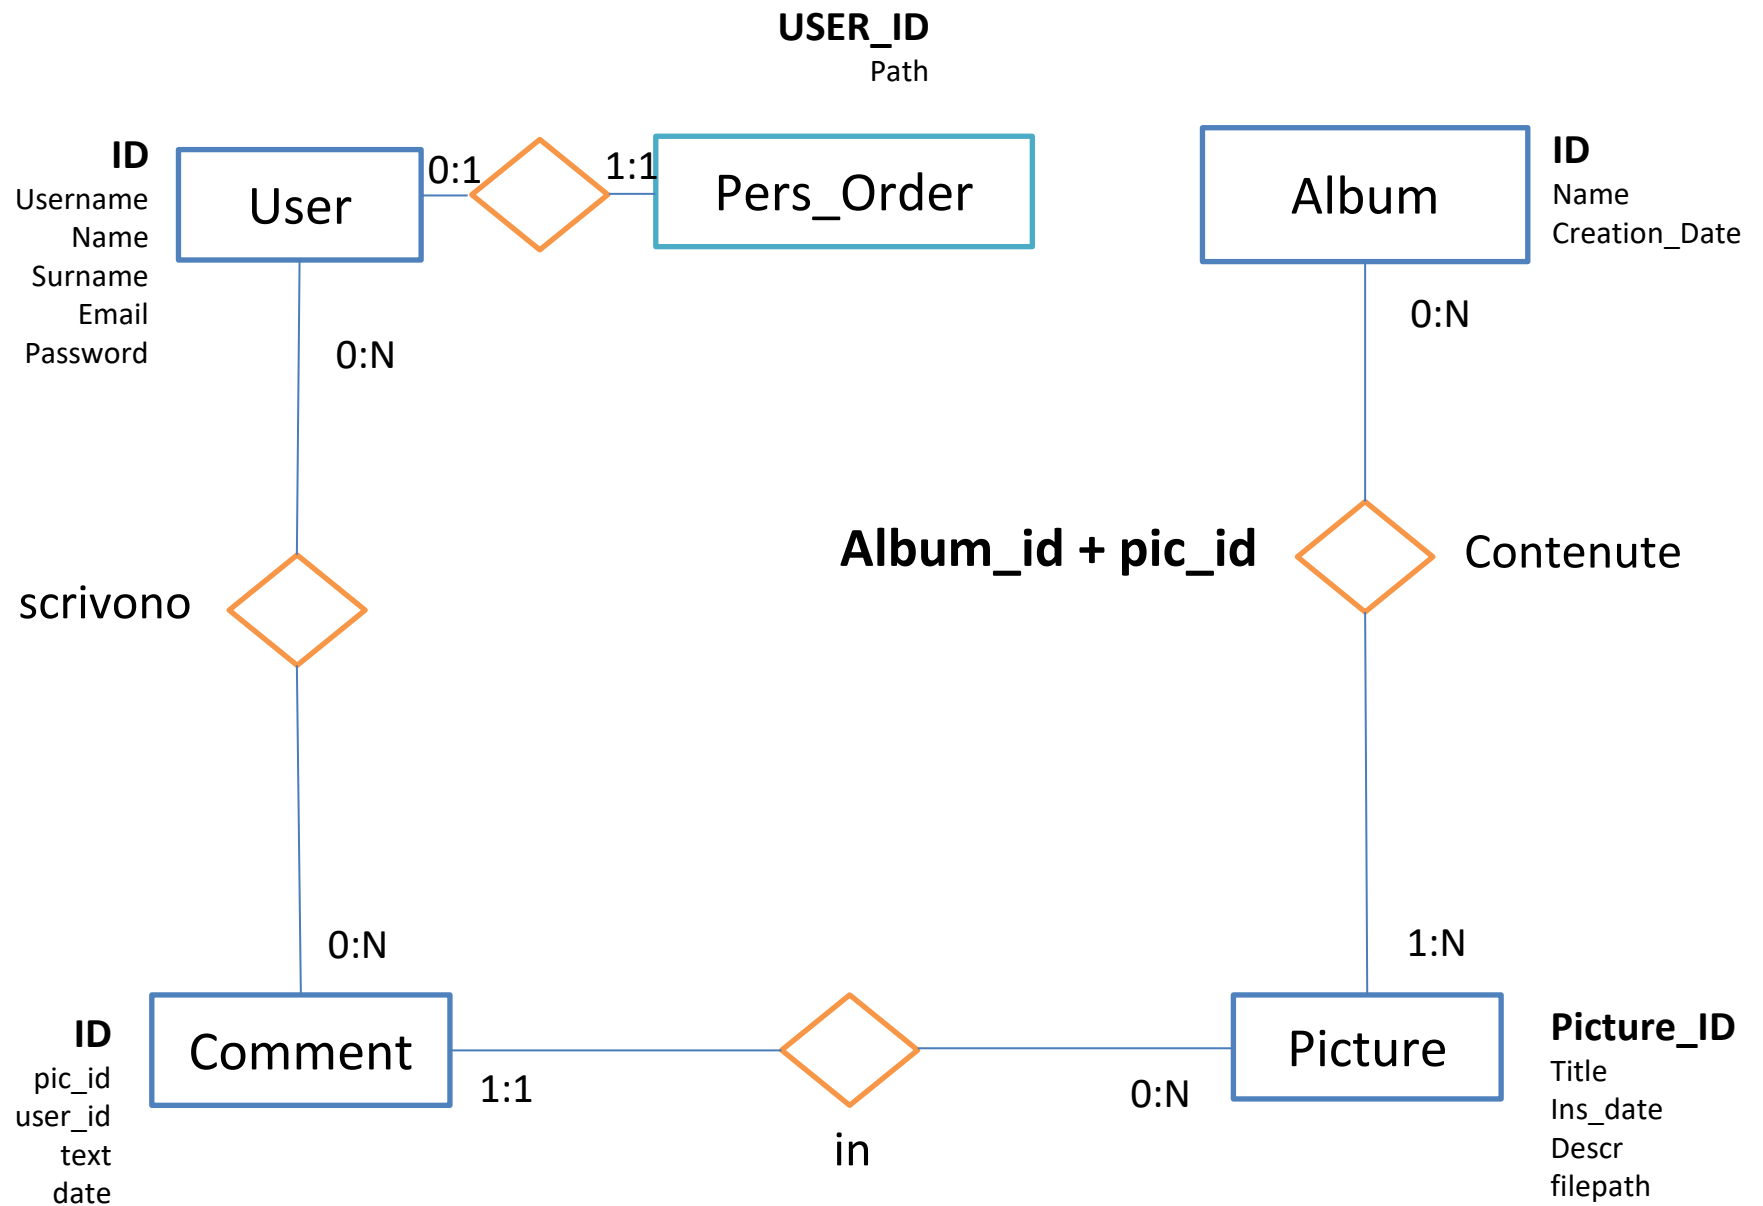 USER_ID
Path
ID
Username
Name
Surname
Email
Password
User
0:1
1:1
Pers_Order
Album
ID
Name
Creation_Date
0:N
0:N
Album_id + pic_id
Contenute
scrivono
0:N
1:N
ID
pic_id
user_id
text
date
Comment
1:1
in
0:N
Picture
Picture_ID
Title
Ins_date
Descr
filepath